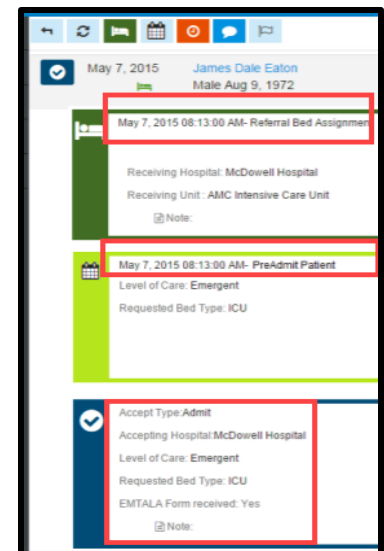 May 7, 2015 James Dale Eaton
Male Aug 9, 1972
May 7, 2015 08:13:00 AM- Referral Bed Assignment
Receiving Hospital: McDowell Hospital
Receiving Unit : AMC Intensive Care Unit
Note:
May 7, 2015 08:13:00 AM- PreAdmit Patient
Level of Care: Emergent
Requested Bed Type: ICU
Accept Type:Admit
Accepting Hospital:McDowell Hospital
Level of Care: Emergent
Requested Bed Type: ICU
EMTALA Form received: Yes
Note: